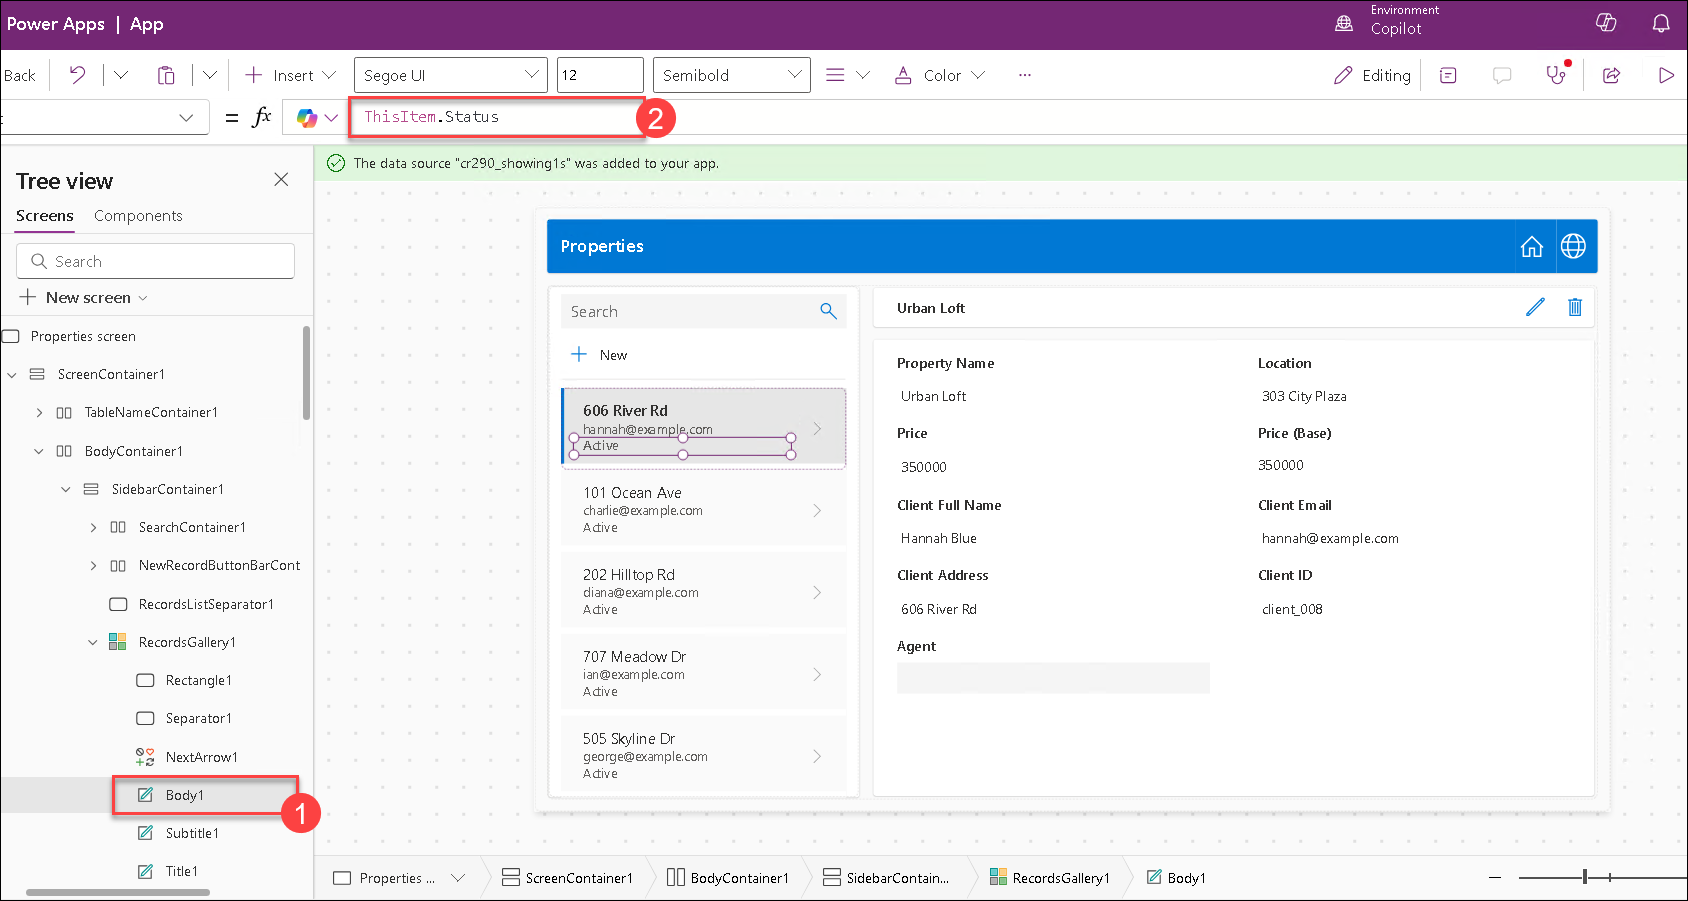 Power Apps | App
Environment
Copilot
Back
Insert
Segoe UI
12
Semibold
Color
...
Editing
= fx
ThisItem.Status
2
The data source "cr290_showing1s" was added to your app.
Tree view
Screens
Components
Search
New screen
Properties screen
ScreenContainer1
TableNameContainer1
BodyContainer1
SidebarContainer1
SearchContainer1
NewRecordButtonBarCont
RecordsListSeparator1
RecordsGallery1
Rectangle1
Separator1
NextArrow1
Body1
1
Subtitle1
Title1
Properties
Search
New
606 River Rd
hannah@example.com
Active
101 Ocean Ave
charlie@example.com
Active
202 Hilltop Rd
diana@example.com
Active
707 Meadow Dr
ian@example.com
Active
505 Skyline Dr
george@example.com
Active
Urban Loft
Property Name
Location
Urban Loft
303 City Plaza
Price
Price (Base)
350000
350000
Client Full Name
Client Email
Hannah Blue
hannah@example.com
Client Address
Client ID
606 River Rd
client_008
Agent
Properties ...
ScreenContainer1
BodyContainer1
SidebarContain...
RecordsGallery1
Body1